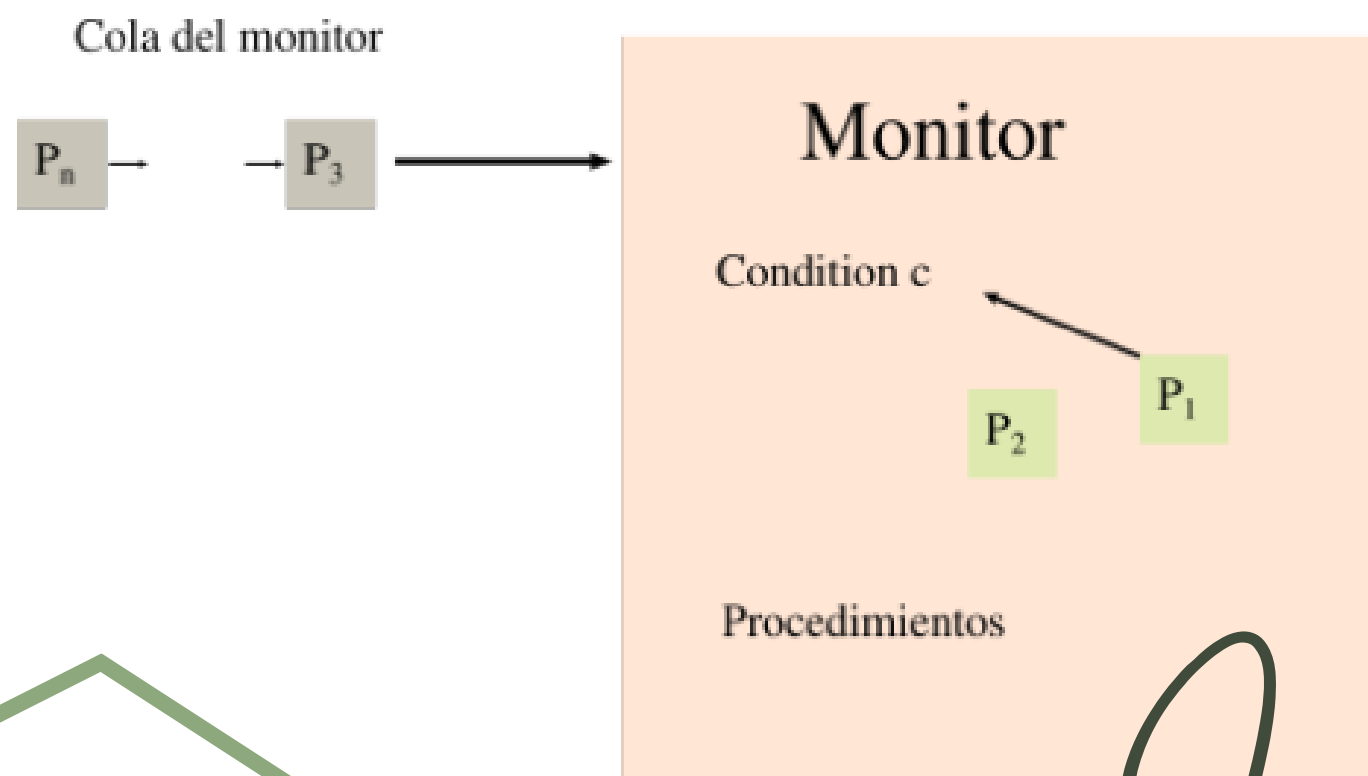 Cola del monitor
Pn
P3
Monitor
Condition c
P1
P2
Procedimientos